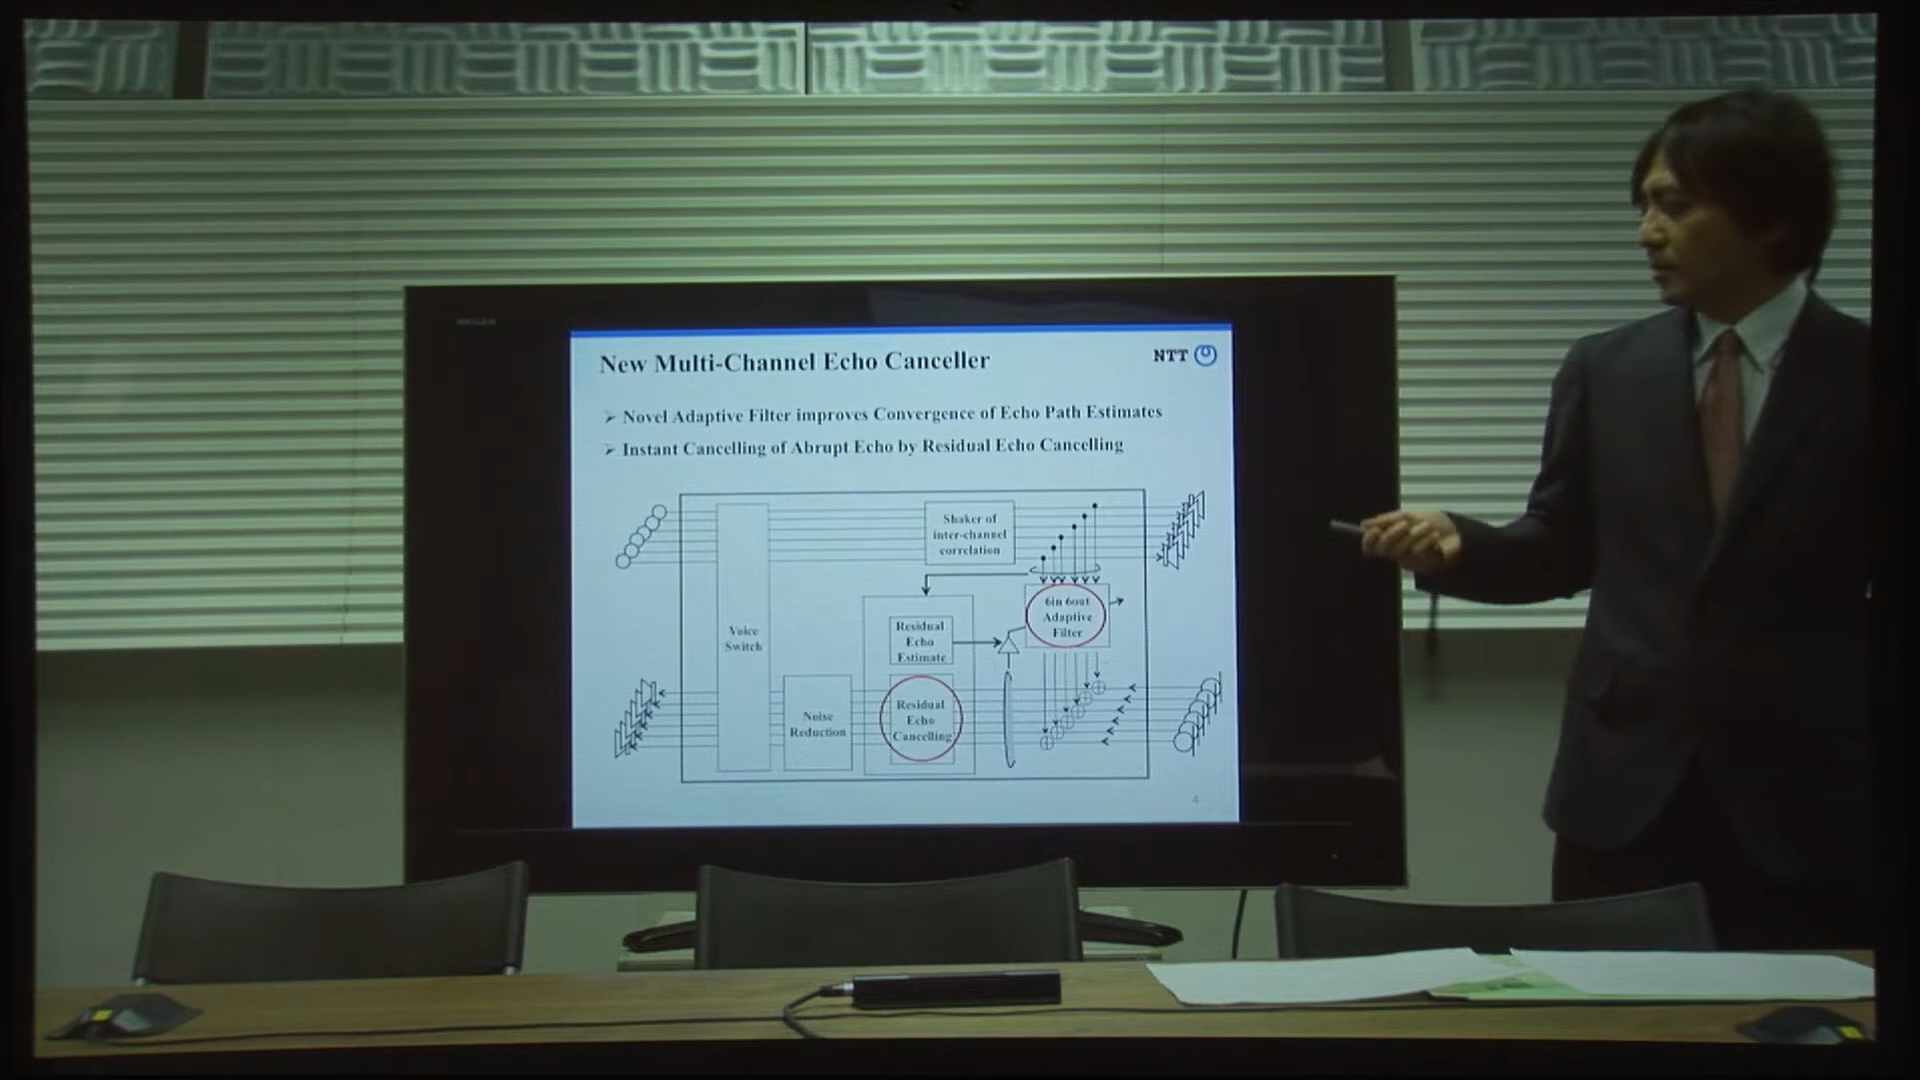 New Multi-Channel Echo Canceller
NTT
➢ Novel Adaptive Filter improves Convergence of Echo Path Estimates
➢ Instant Cancelling of Abrupt Echo by Residual Echo Cancelling
Shaker of
inter-channel
correlation
6in 6out
Adaptive
Filter
Voice
Switch
Residual
Echo
Estimate
Noise
Reduction
Residual
Echo
Cancelling
4